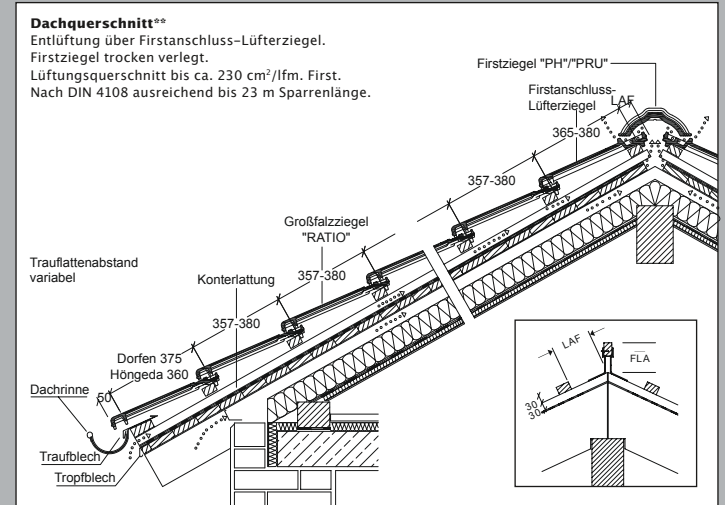 Dachquerschnitt**
Entlüftung über Firstanschluss-Lüfterziegel.
Firstziegel trocken verlegt.
Lüftungsquerschnitt bis ca. 230 cm²/lfm. First.
Nach DIN 4108 ausreichend bis 23 m Sparrenlänge.
Firstziegel "PH"/"PRU"
Firstanschluss-
Lüfterziegel
LAF
365-380
357-380
Großfalzziegel
"RATIO"
357-380
Trauflattenabstand
variabel
Konterlattung
357-380
Dorfen 375
Höngeda 360
Dachrinne
50
Traufblech
Tropfblech
LAF
FLA
30
30